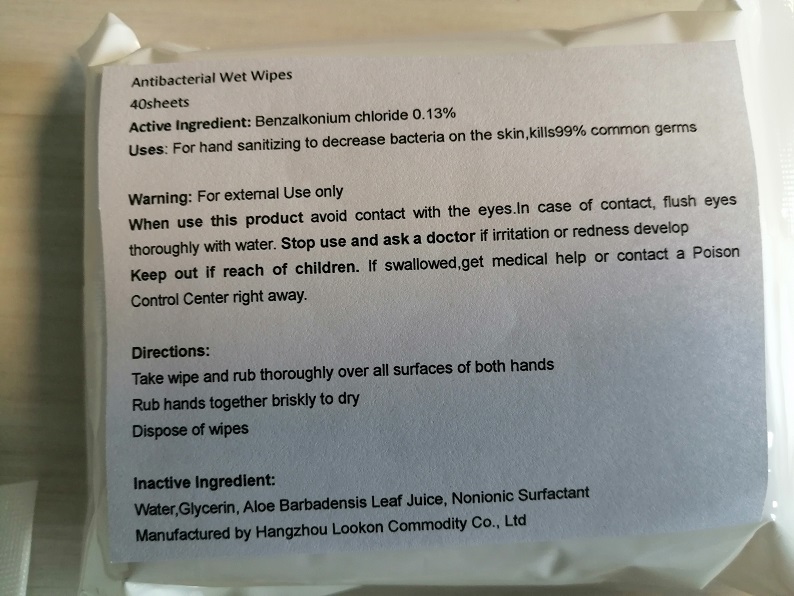 Antibacterial Wet Wipes
40sheets
Active Ingredient: Benzalkonium chloride 0.13%
Uses: For hand sanitizing to decrease bacteria on the skin,kills99% common germs
Warning: For external Use only
When use this product avoid contact with the eyes.In case of contact, flush eyes
thoroughly with water. Stop use and ask a doctor if irritation or redness develop
Keep out if reach of children. If swallowed,get medical help or contact a Poison
Control Center right away.
Directions:
Take wipe and rub thoroughly over all surfaces of both hands
Rub hands together briskly to dry
Dispose of wipes
Inactive Ingredient:
Water,Glycerin, Aloe Barbadensis Leaf Juice, Nonionic Surfactant
Manufactured by Hangzhou Lookon Commodity Co., Ltd